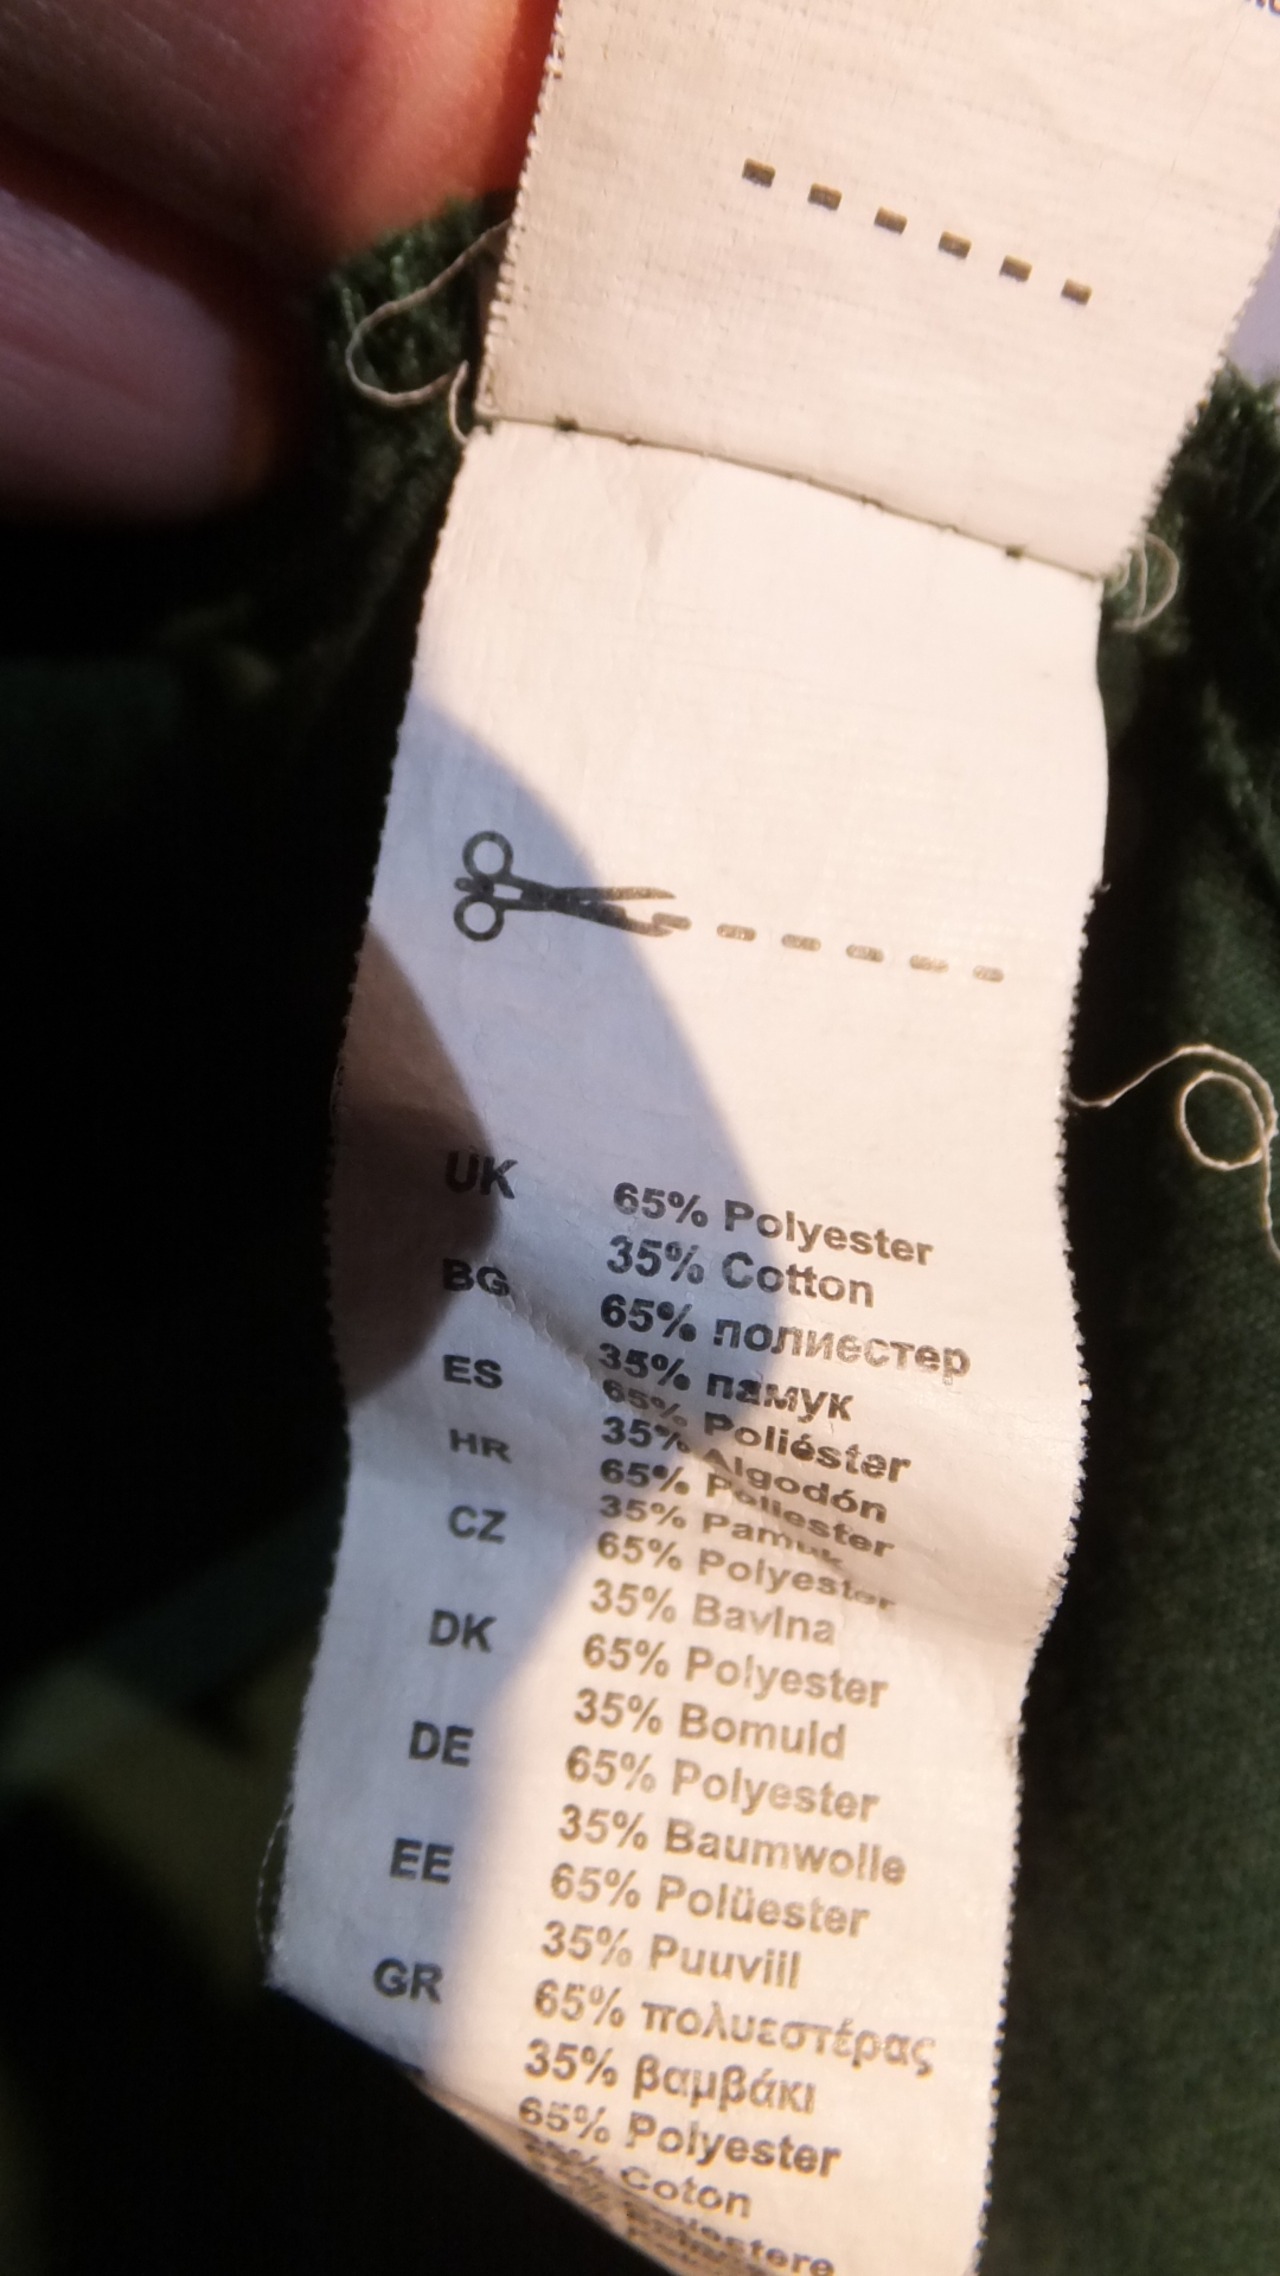 UK 65% Polyester
35% Cotton
BG 65% полиестер
35% памук
ES 65% Poliéster
35% Algodón
HR 65% Poliester
35% Pamuk
CZ 65% Polyester
35% Bavlna
DK 65% Polyester
35% Bomuld
DE 65% Polyester
35% Baumwolle
EE 65% Polüester
35% Puuviil
GR 65% πολυεστέρας
35% βαμβάκι
65% Polyester
Coton